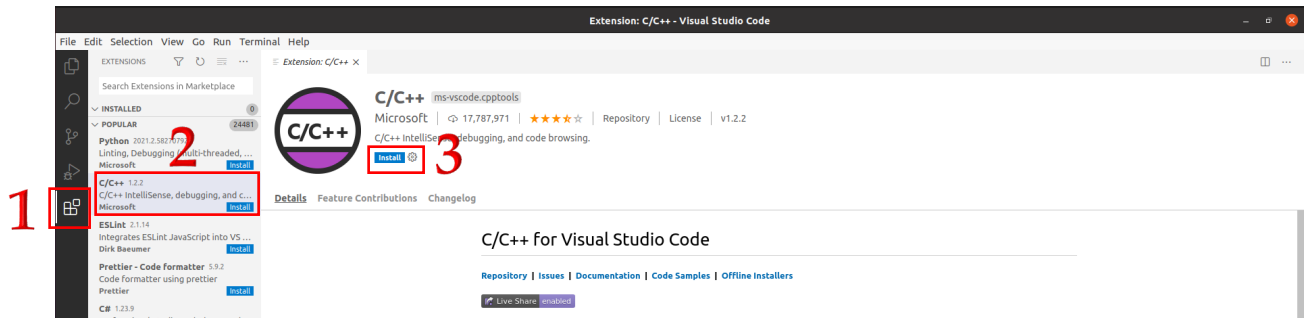 Extension: C/C++ - Visual Studio Code
File Edit Selection View Go Run Terminal Help
EXTENSIONS
Extension: C/C++ ×
Search Extensions in Marketplace
INSTALLED 0
POPULAR 24481
Python 2021.2.5827079
Linting, Debugging (multi-threaded, ...
Microsoft Install
C/C++ 1.2.2
C/C++ IntelliSense, debugging, and c...
Microsoft Install
ESLint 2.1.14
Integrates ESLint JavaScript into VS ...
Dirk Baeumer Install
Prettier - Code formatter 5.9.2
Code formatter using prettier
Prettier Install
C# 1.23.9
1
2
3
C/C++
C/C++ ms-vscode.cpptools
Microsoft 17,787,971 Repository License v1.2.2
C/C++ IntelliSense, debugging, and code browsing.
Install
Details Feature Contributions Changelog
C/C++ for Visual Studio Code
Repository | Issues | Documentation | Code Samples | Offline Installers
Live Share enabled